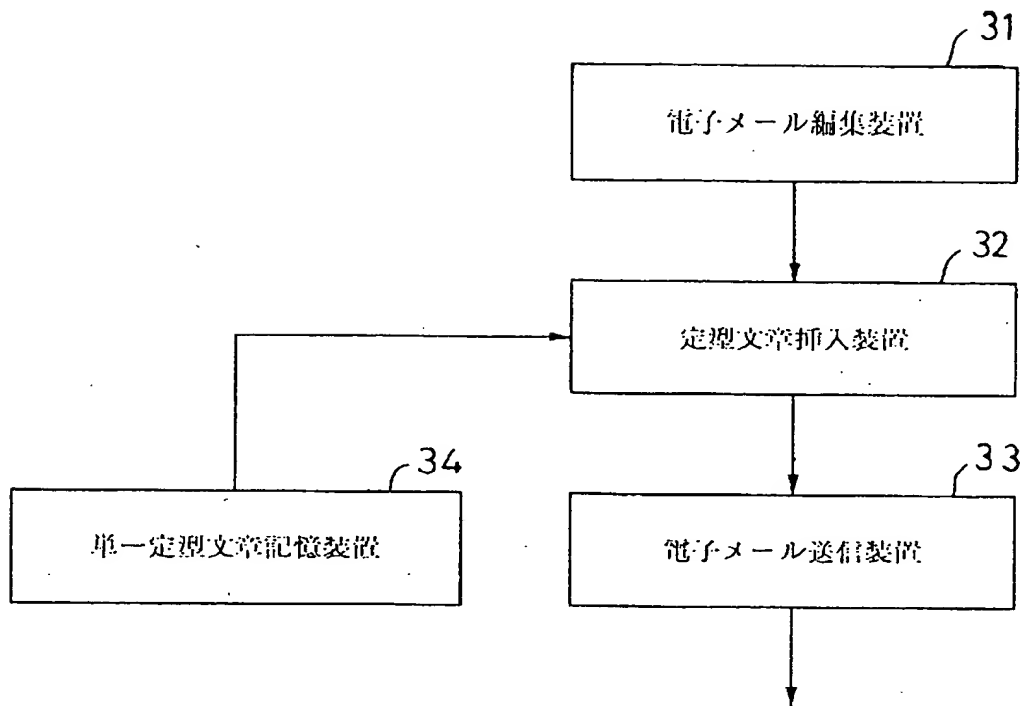 31
電子メール編集装置
32
定型文章挿入装置
34
単一定型文章記憶装置
33
電子メール送信装置